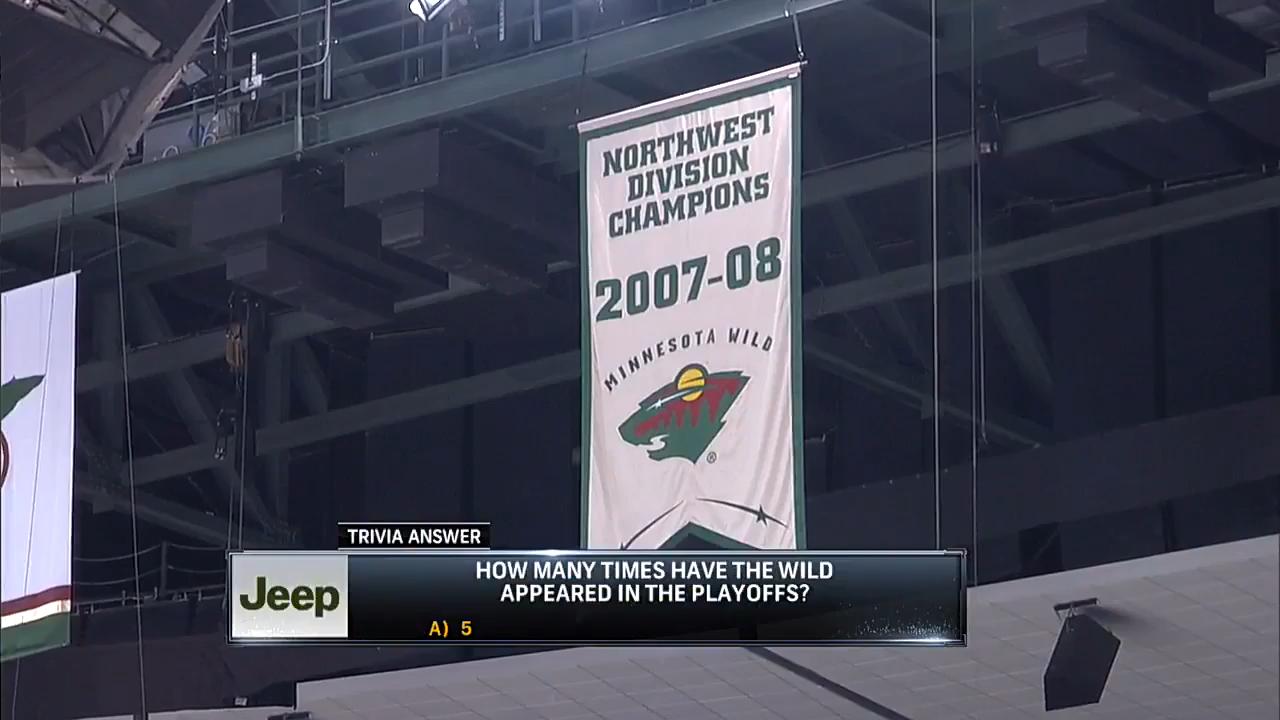 NORTHWEST
DIVISION
CHAMPIONS
2007-08
MINNESOTA WILD
®
TRIVIA ANSWER
Jeep
HOW MANY TIMES HAVE THE WILD
APPEARED IN THE PLAYOFFS?
A) 5